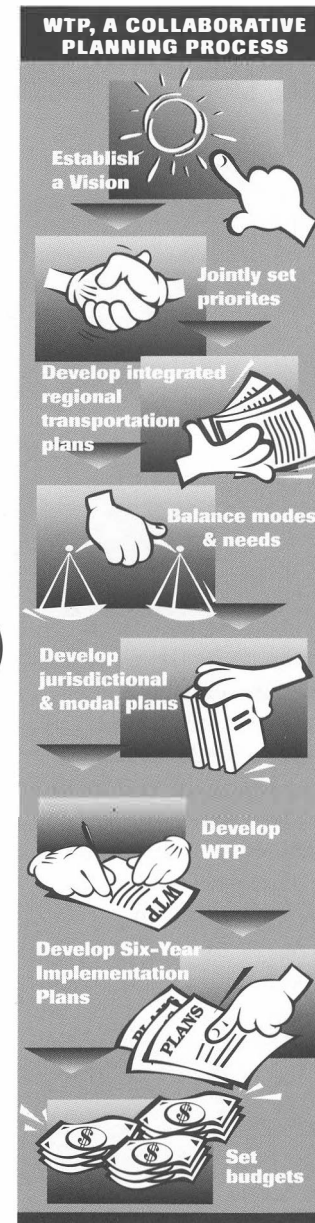 WTP, A COLLABORATIVE
PLANNING PROCESS
Establish
a Vision
Jointly set
priorites
Develop integrated
regional
transportation
plans
Balance modes
& needs
Develop
jurisdictional
& modal plans
WTP
Develop
WTP
Develop Six-Year
Implementation
Plans
PLANS
Set
budgets